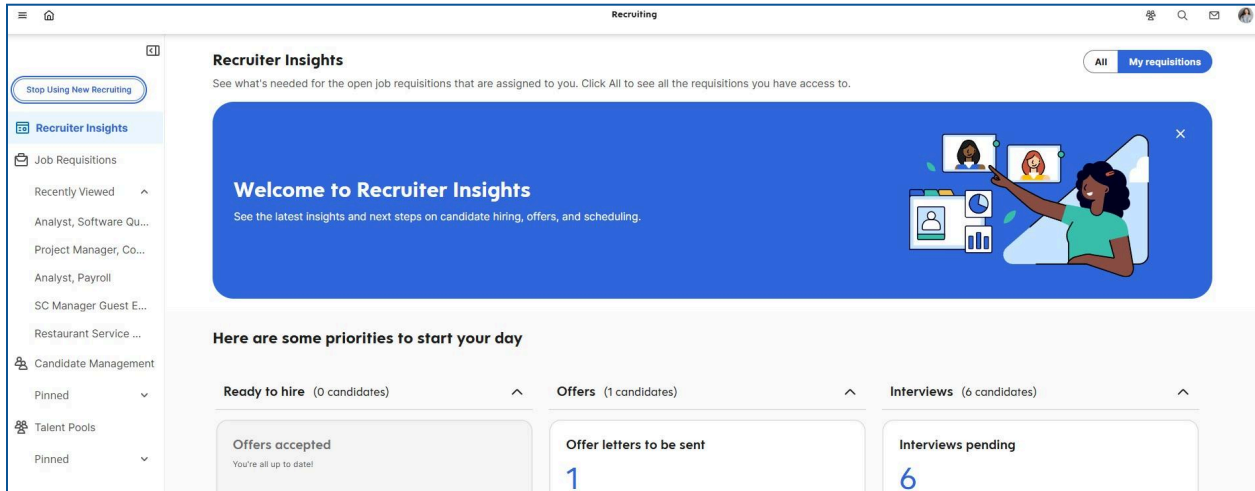 Recruiting
Stop Using New Recruiting
Recruiter Insights
Job Requisitions
Recently Viewed
Analyst, Software Qu...
Project Manager, Co...
Analyst, Payroll
SC Manager Guest E...
Restaurant Service ...
Candidate Management
Pinned
Talent Pools
Pinned
Recruiter Insights
All
My requisitions
See what's needed for the open job requisitions that are assigned to you. Click All to see all the requisitions you have access to.
Welcome to Recruiter Insights
See the latest insights and next steps on candidate hiring, offers, and scheduling.
Here are some priorities to start your day
Ready to hire (0 candidates)
Offers accepted
You're all up to date!
Offers (1 candidates)
Offer letters to be sent
1
Interviews (6 candidates)
Interviews pending
6